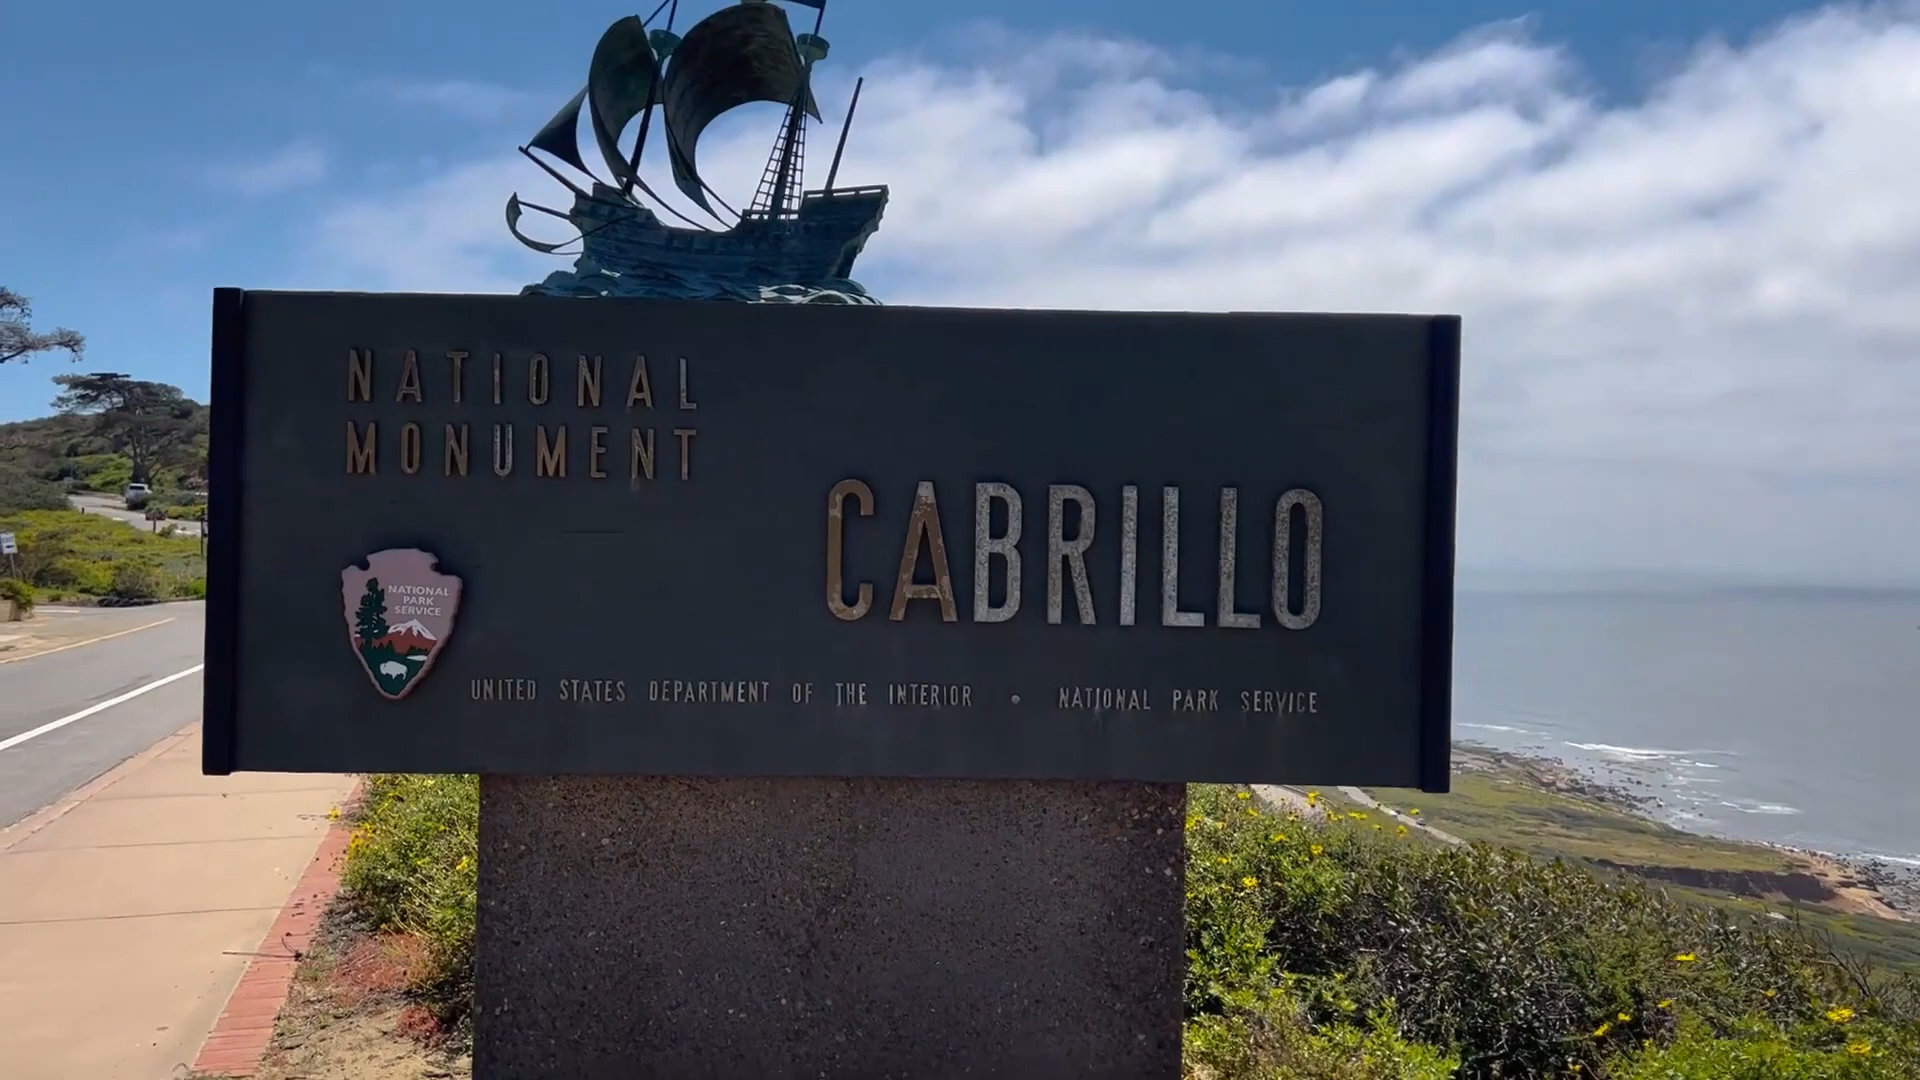 NATIONAL
MONUMENT
CABRILLO
NATIONAL
PARK
SERVICE
UNITED STATES DEPARTMENT OF THE INTERIOR • NATIONAL PARK SERVICE